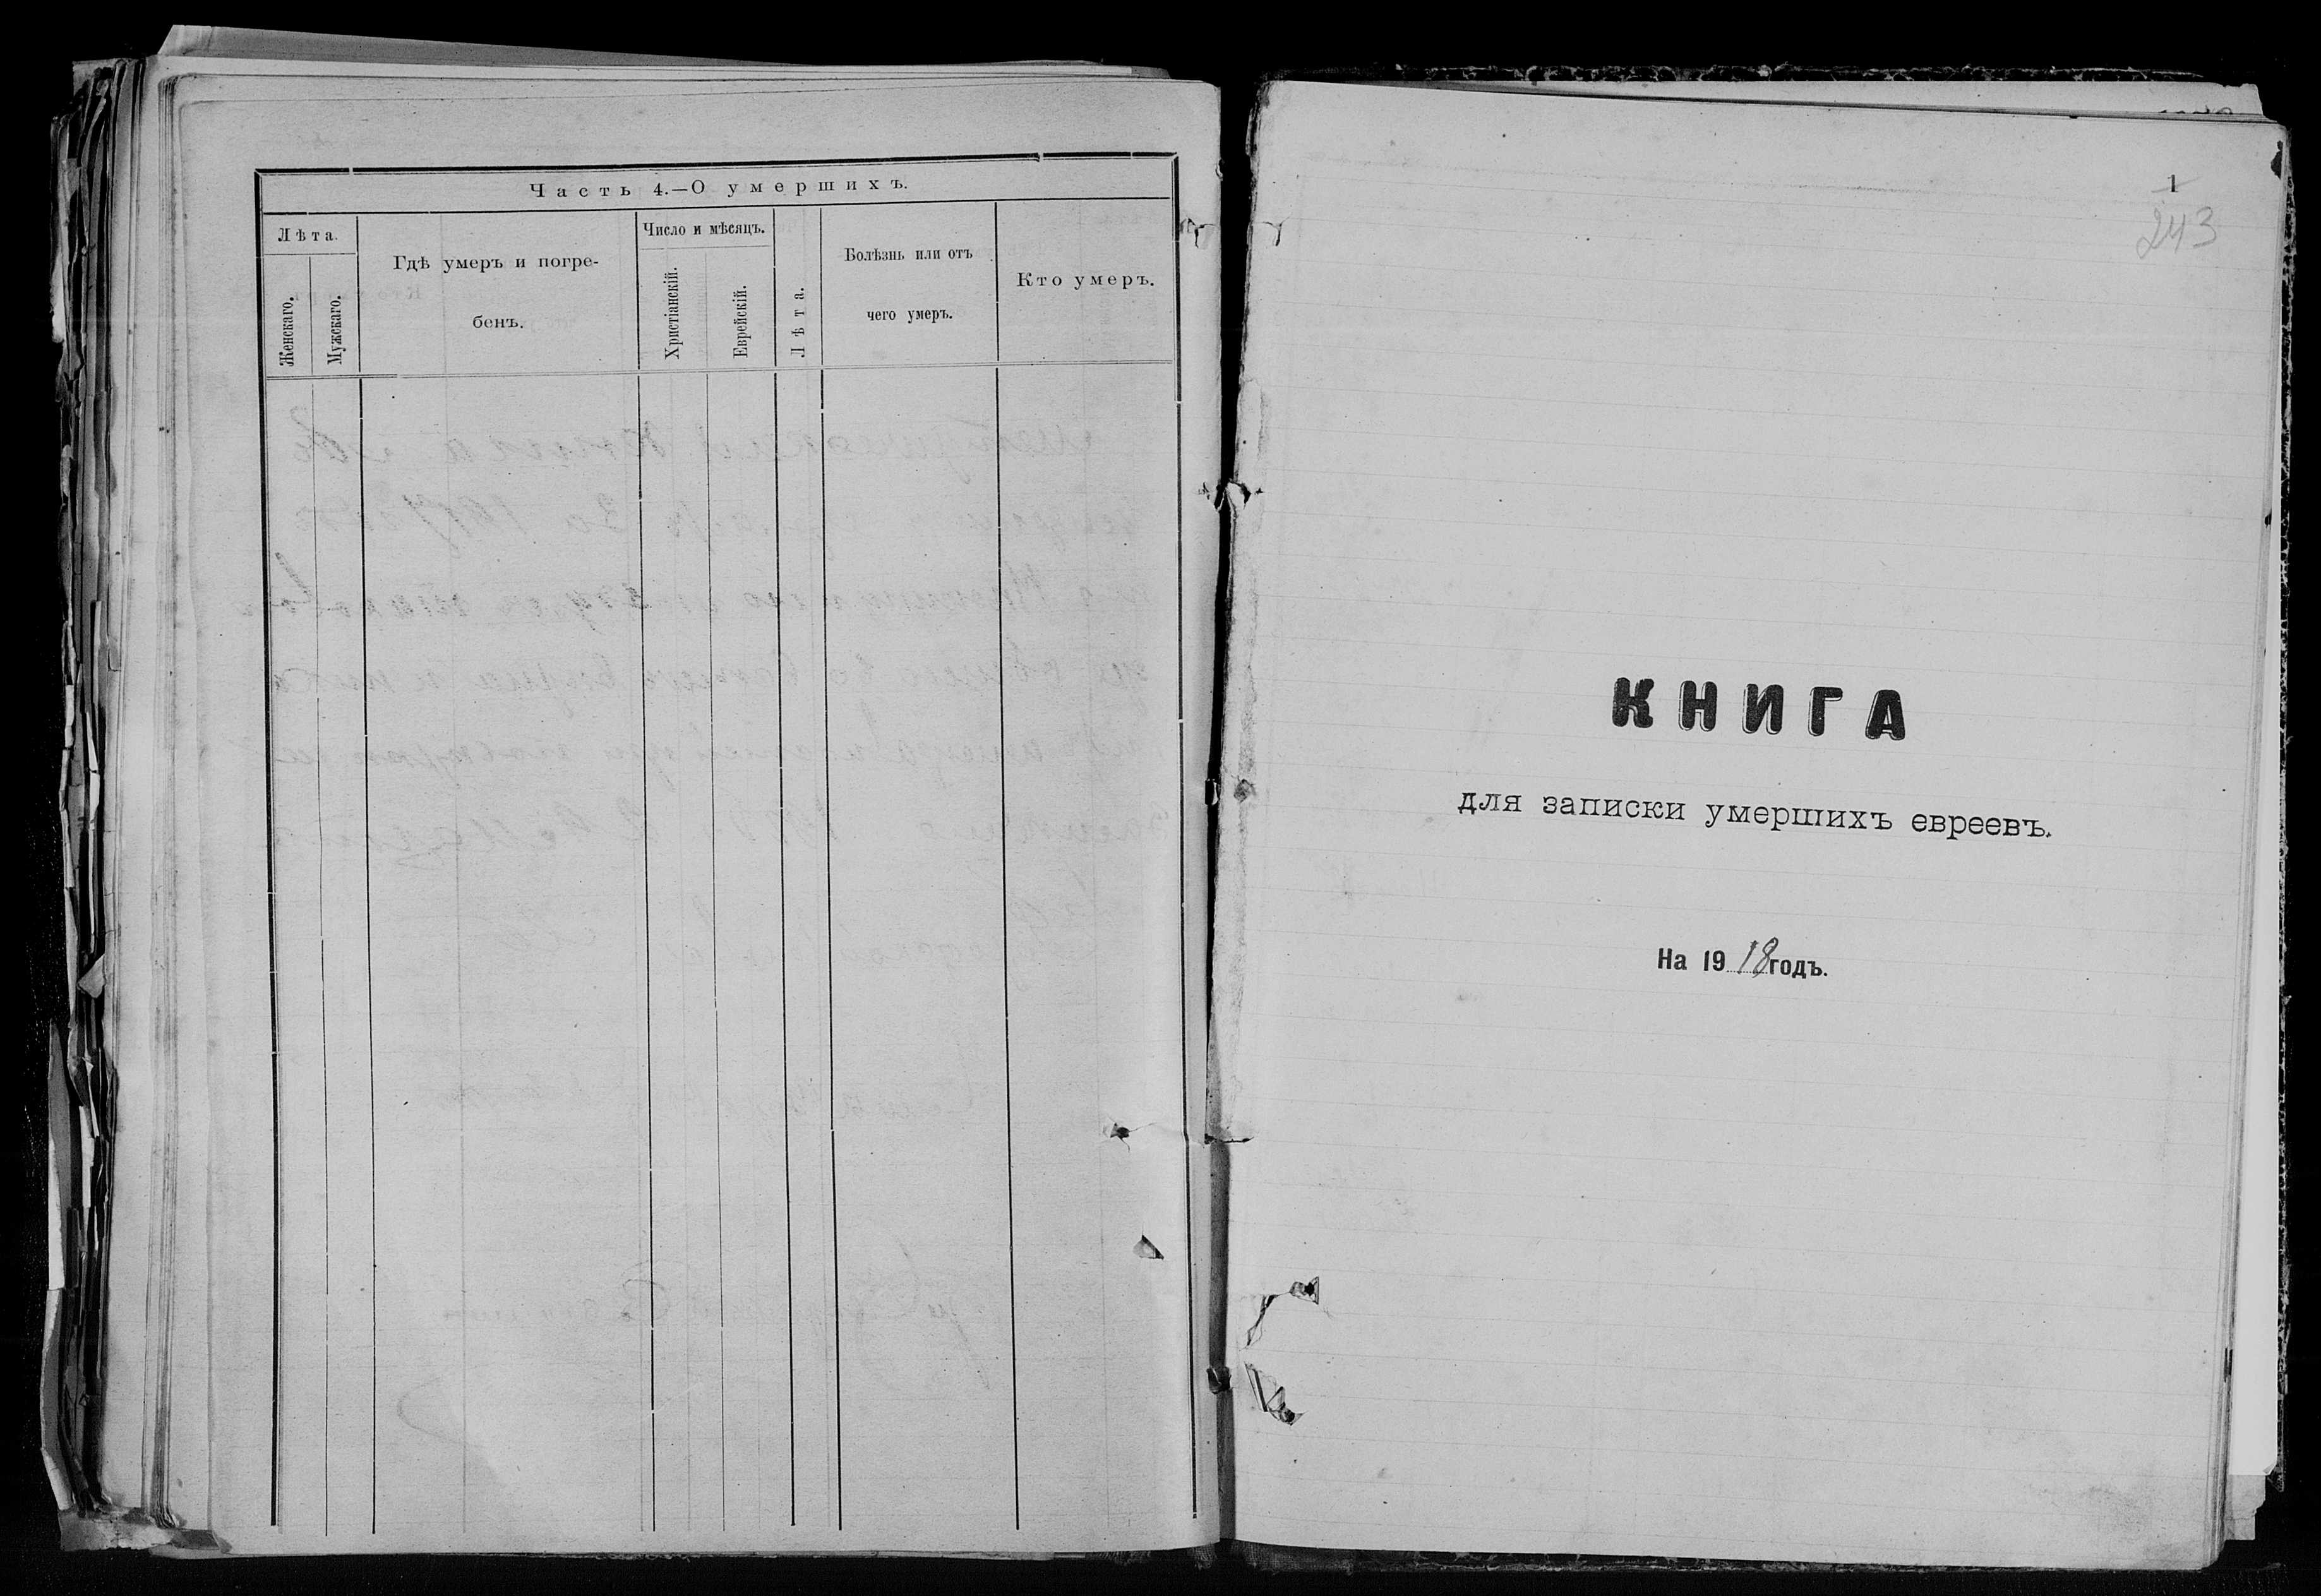 Часть 4.—О умершихъ.
Лѣта.
Женскаго.
Мужскаго.
Гдѣ умеръ и погре-
бенъ.
Число и мѣсяцъ.
Христіанскій.
Еврейскій.
Лѣта.
Болѣзнь или отъ
чего умеръ.
Кто умеръ.
1
243
КНИГА
для записки умершихъ евреевъ.
На 1918 годъ.